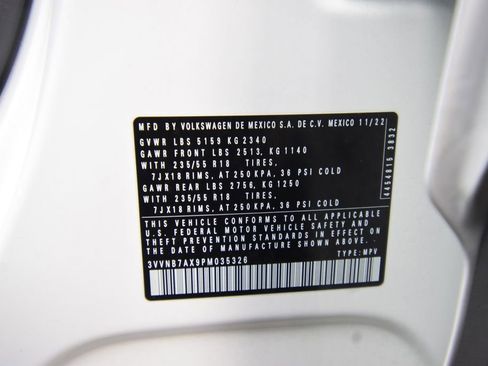 MFD BY VOLKSWAGEN DE MEXICO S.A. DE C.V. MEXICO 11/22
GVWR LBS 5159 KG 2340
GAWR FRONT LBS 2513, KG 1140
WITH 235/55 R18 TIRES,
7JX18 RIMS, AT 250 KPA, 36 PSI COLD
GAWR REAR LBS 2756, KG 1250
WITH 235/55 R18 TIRES,
7JX18 RIMS, AT 250 KPA, 36 PSI COLD
THIS VEHICLE CONFORMS TO ALL APPLICABLE
U.S. FEDERAL MOTOR VEHICLE SAFETY AND
THEFT PREVENTION STANDARDS IN EFFECT ON
THE DATE OF MANUFACTURE SHOWN ABOVE.
3VVNB7AX9PM035326 TYPE: MPV
4454815 3832